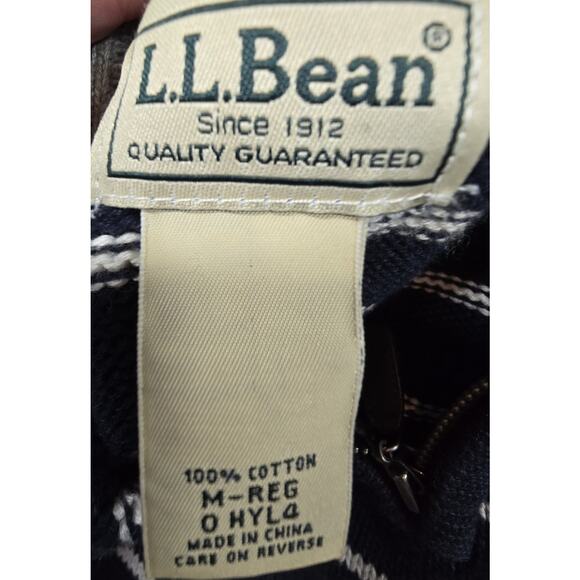 L.L.Bean®
Since 1912
QUALITY GUARANTEED
100% COTTON
M-REG
0 HYL4
MADE IN CHINA
CARE ON REVERSE